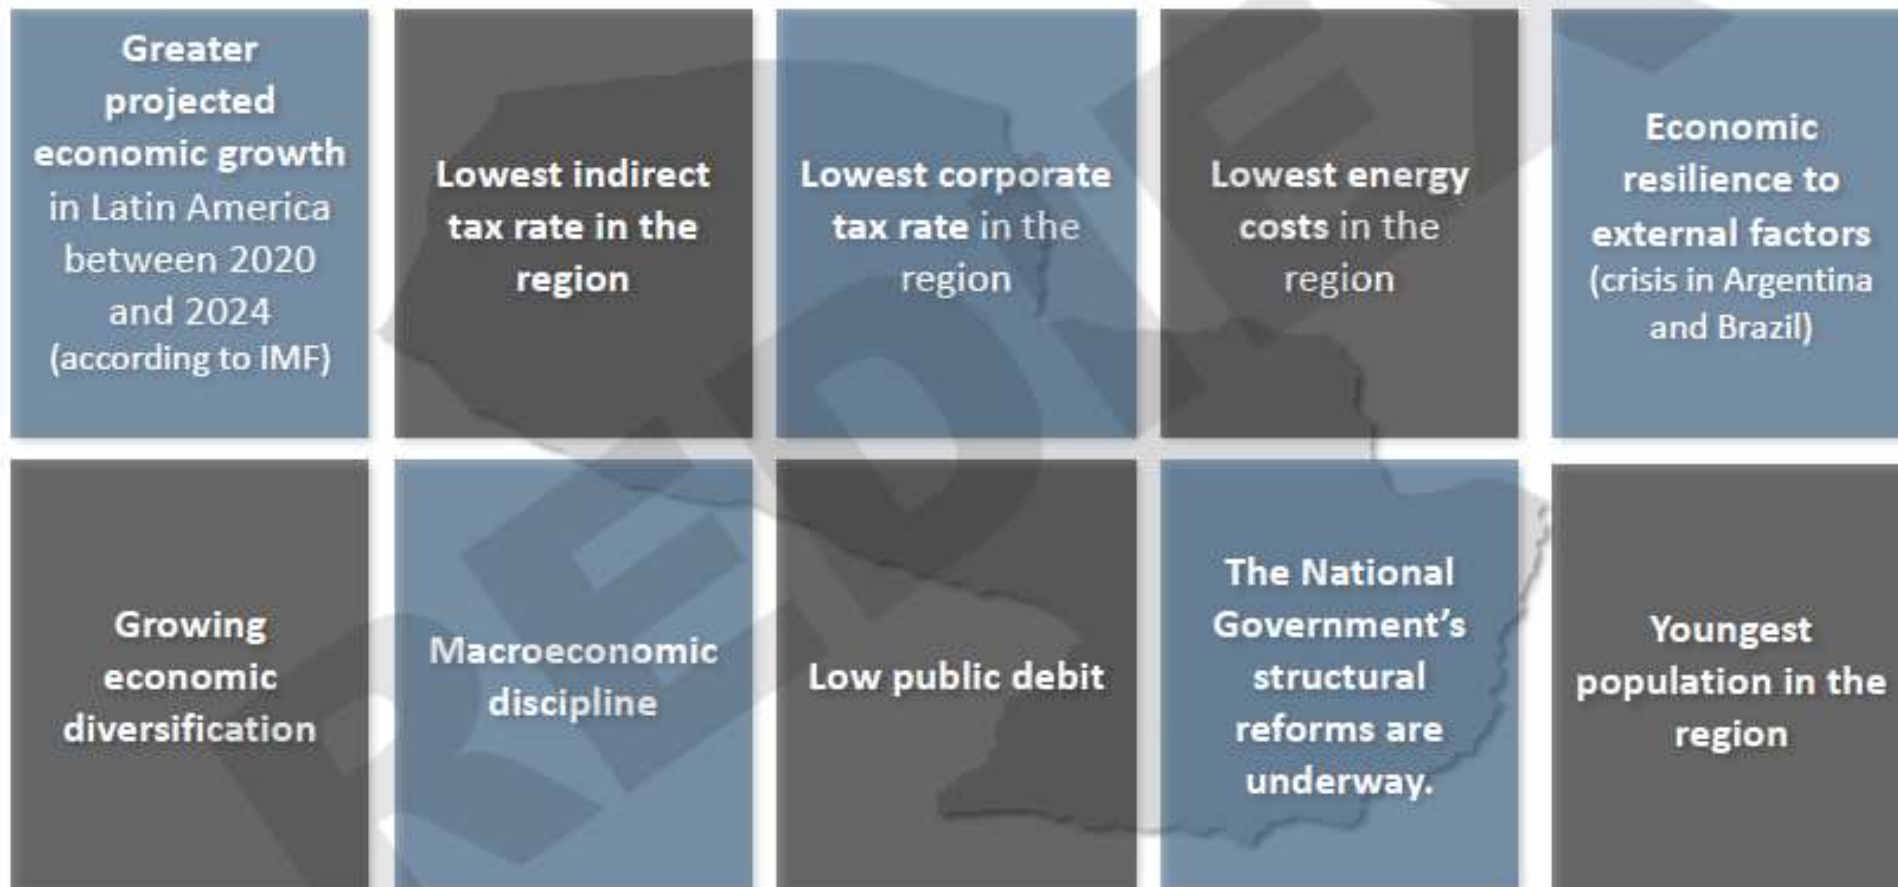 Greater
projected
economic growth
in Latin America
between 2020
and 2024
(according to IMF)
Lowest indirect
tax rate in the
region
Lowest corporate
tax rate in the
region
Lowest energy
costs in the
region
Economic
resilience to
external factors
(crisis in Argentina
and Brazil)
Growing
economic
diversification
Macroeconomic
discipline
Low public debit
The National
Government’s
structural
reforms are
underway.
Youngest
population in the
region
REDIEX